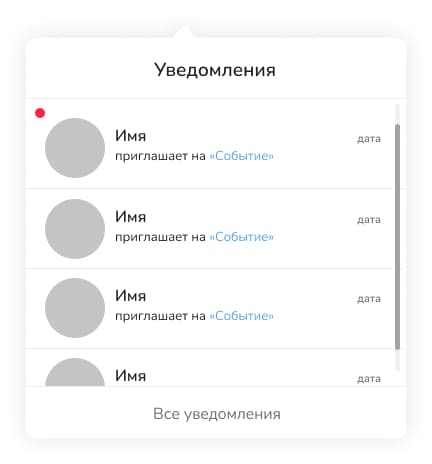 Уведомления
Имя
дата
приглашает на «Событие»
Имя
дата
приглашает на «Событие»
Имя
дата
приглашает на «Событие»
Имя
дата
Все уведомления